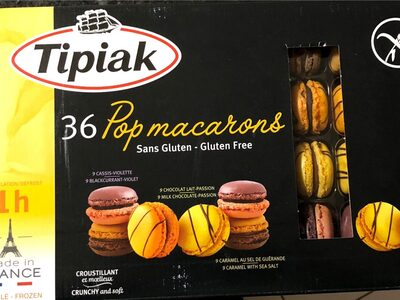 Tipiak
36 Pop macarons
Sans Gluten - Gluten Free
9 CASSIS-VIOLETTE
9 BLACKCURRANT-VIOLET
9 CHOCOLAT LAIT-PASSION
9 MILK CHOCOLATE-PASSION
9 CARAMEL AU SEL DE GUÉRANDE
9 CARAMEL WITH SEA SALT
CROUSTILLANT
et moelleux
CRUNCHY and soft
1h
ade in
ANCE
- FROZEN